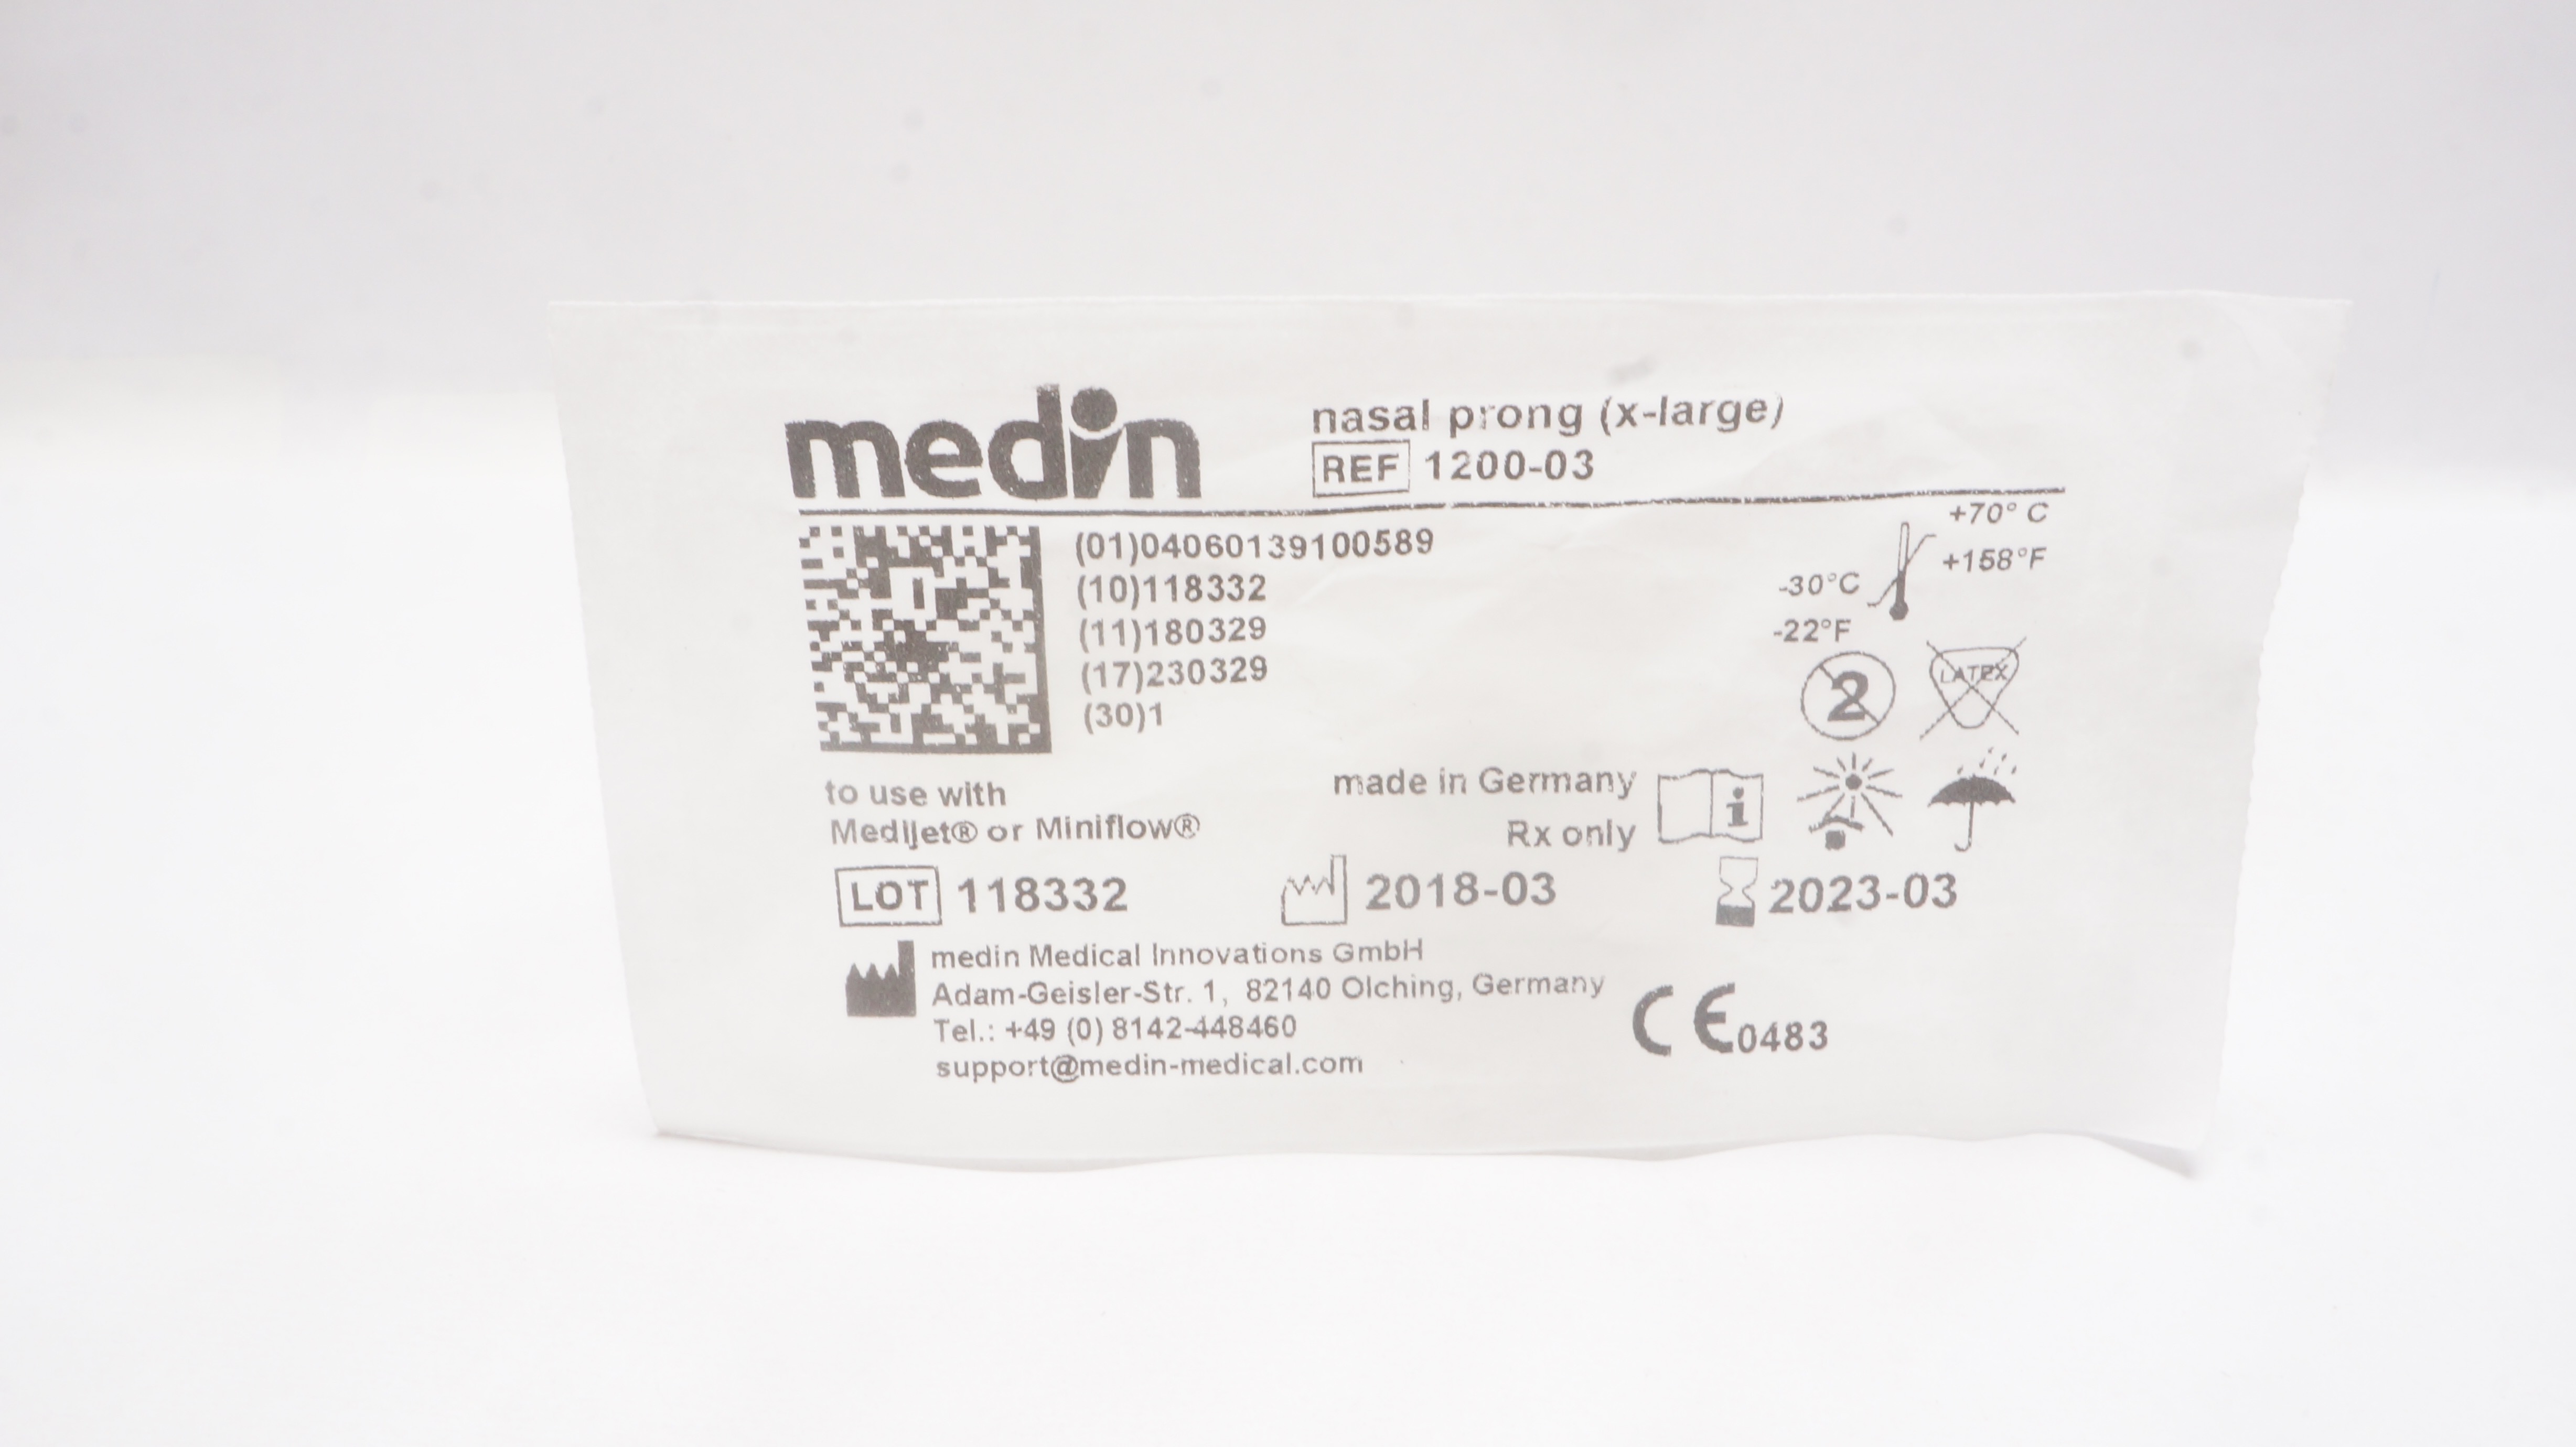 medin
nasal prong (x-large)
REF 1200-03
(01)04060139100589
(10)118332
(11)180329
(17)230329
(30)1
+70° C
+158°F
-30°C
-22°F
2
LATEX
to use with
Medijet® or Miniflow®
made in Germany
Rx only
i
LOT 118332
2018-03
2023-03
medin Medical Innovations GmbH
Adam-Geisler-Str. 1, 82140 Olching, Germany
Tel.: +49 (0) 8142-448460
support@medin-medical.com
CE0483